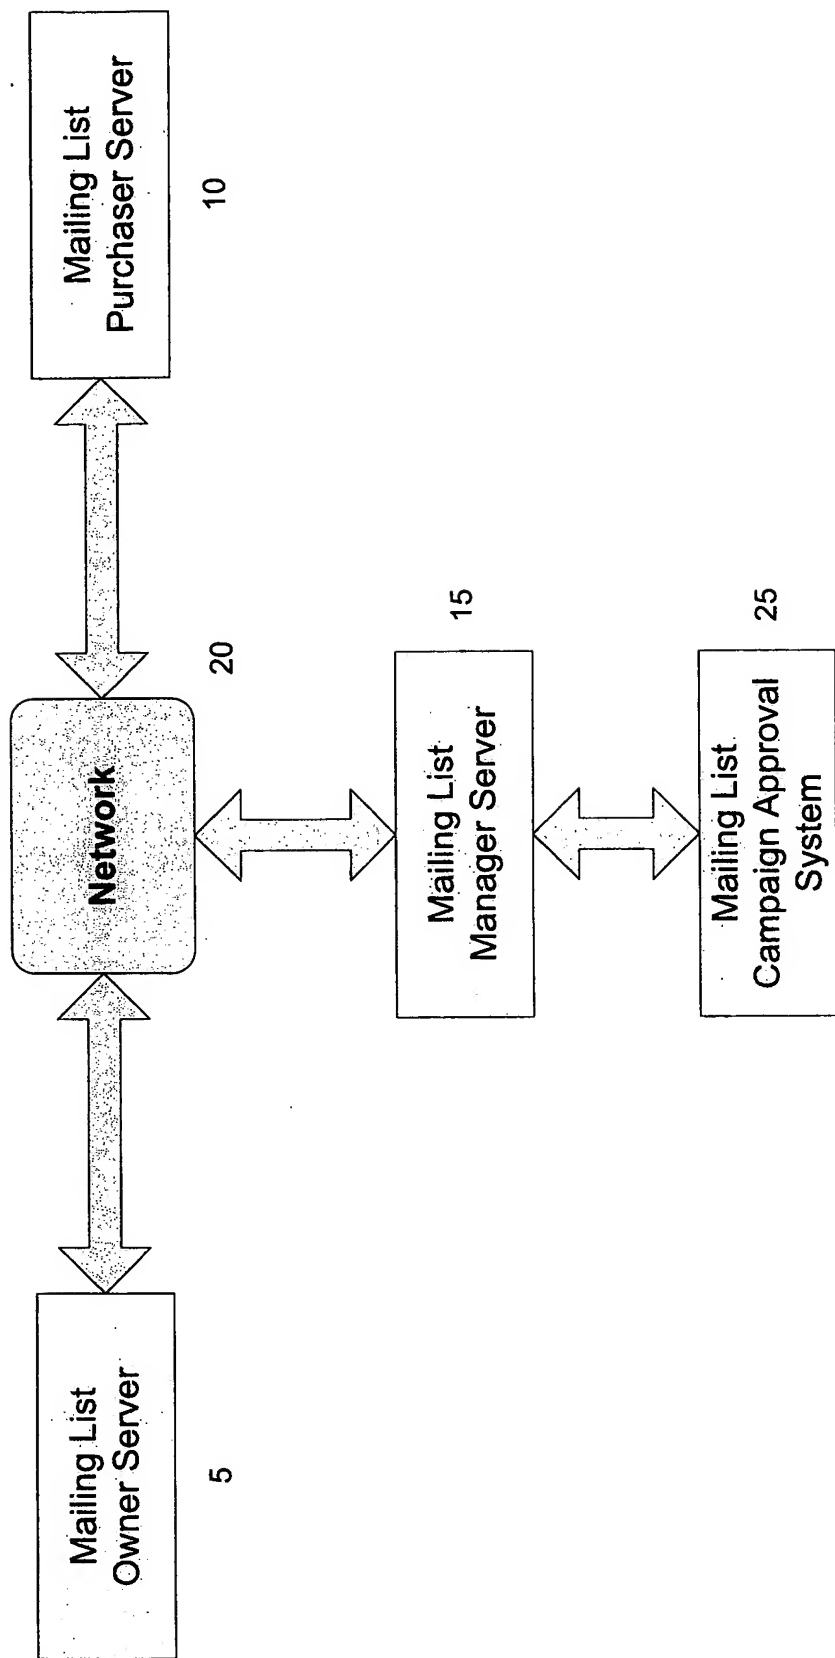 Mailing List
Owner Server
5
Network
20
Mailing List
Purchaser Server
10
Mailing List
Manager Server
15
Mailing List
Campaign Approval
System
25